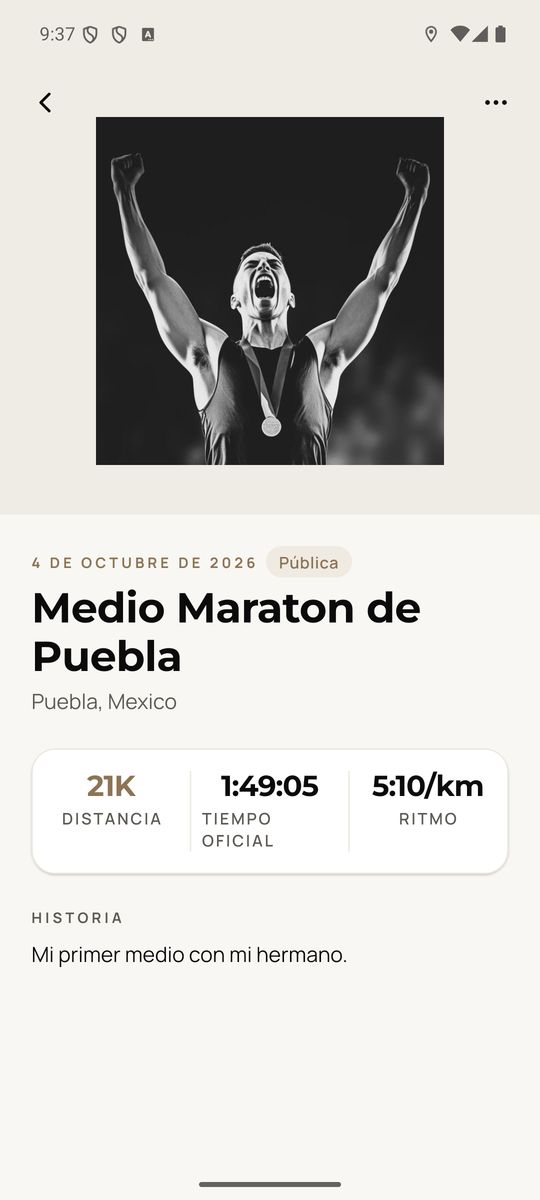 9:37
4 DE OCTUBRE DE 2026 Pública
Medio Maraton de
Puebla
Puebla, Mexico
21K 1:49:05 5:10/km
DISTANCIA TIEMPO OFICIAL RITMO
HISTORIA
Mi primer medio con mi hermano.